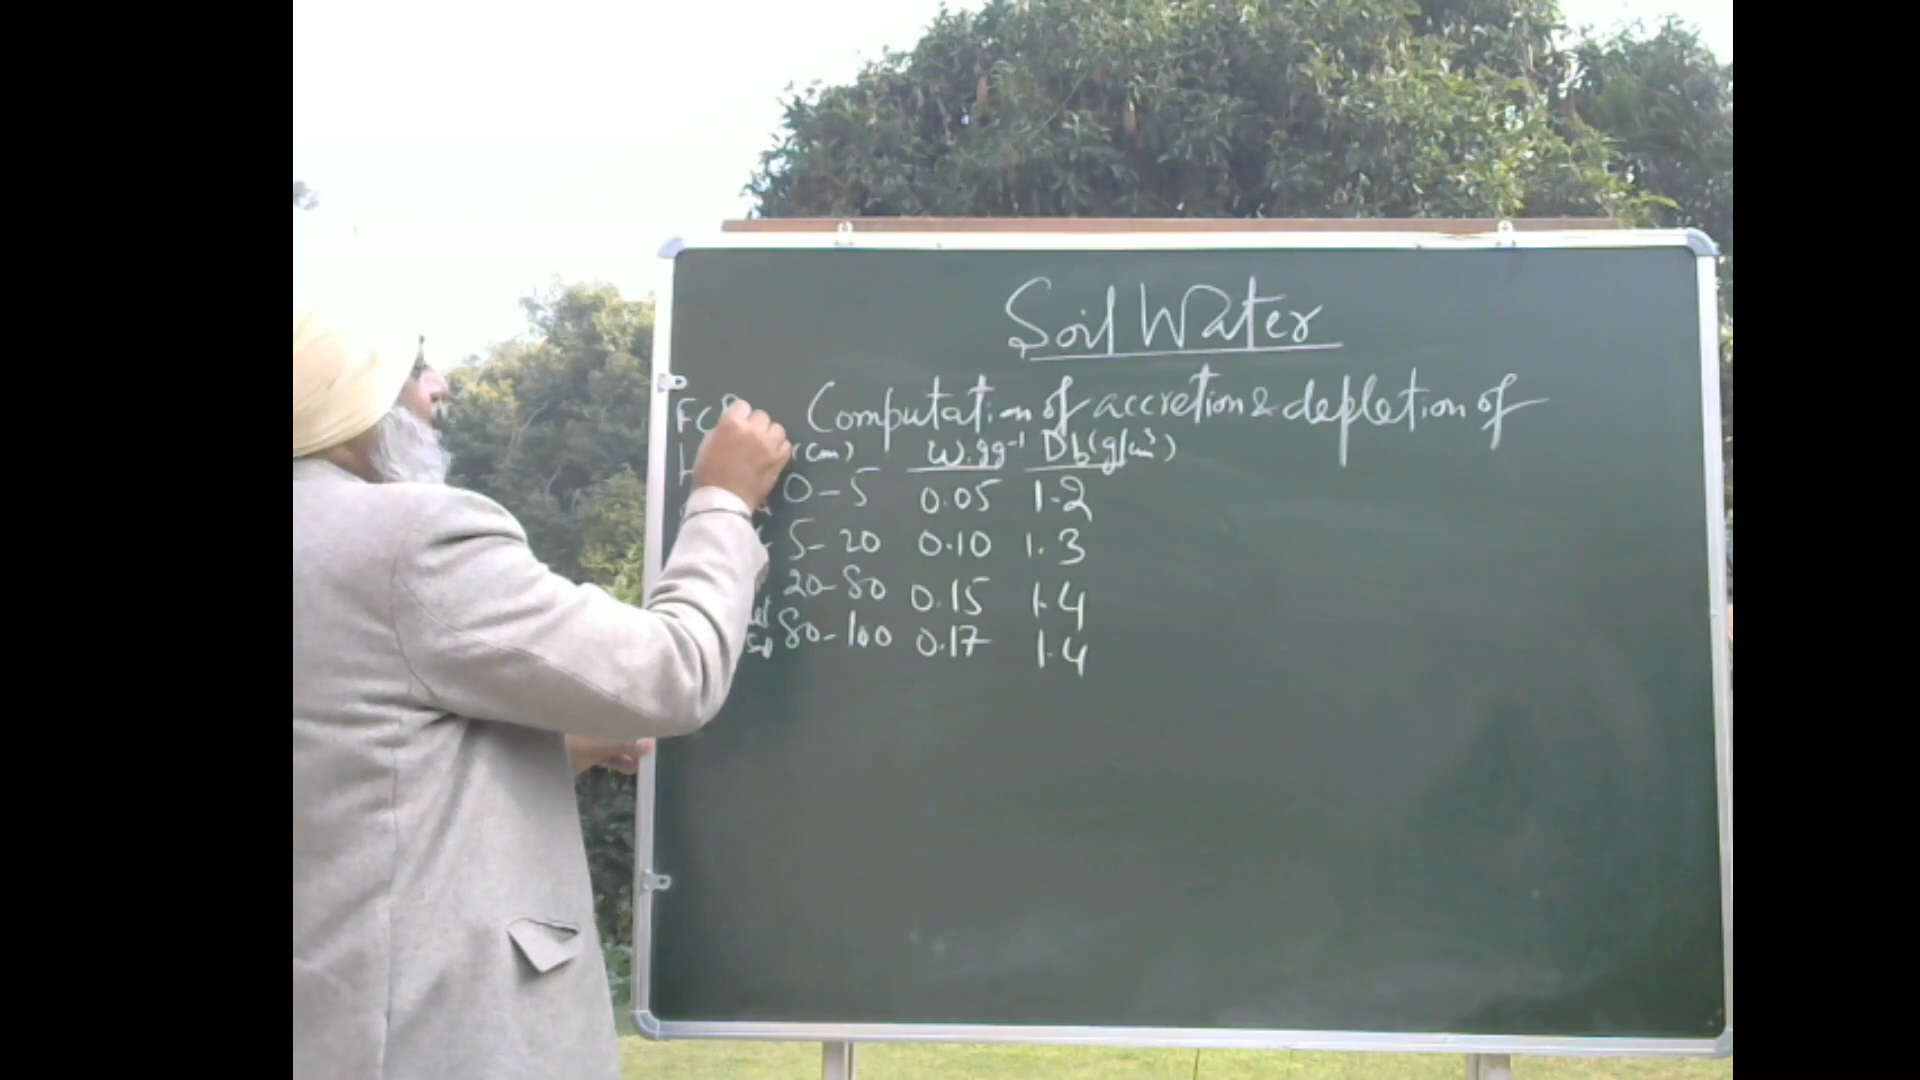 Soil Water
Computation of accretion & depletion of
(cm) w.gg⁻¹ Db(g/cm³)
0-5 0.05 1.2
5-20 0.10 1.3
20-80 0.15 1.4
80-100 0.17 1.4